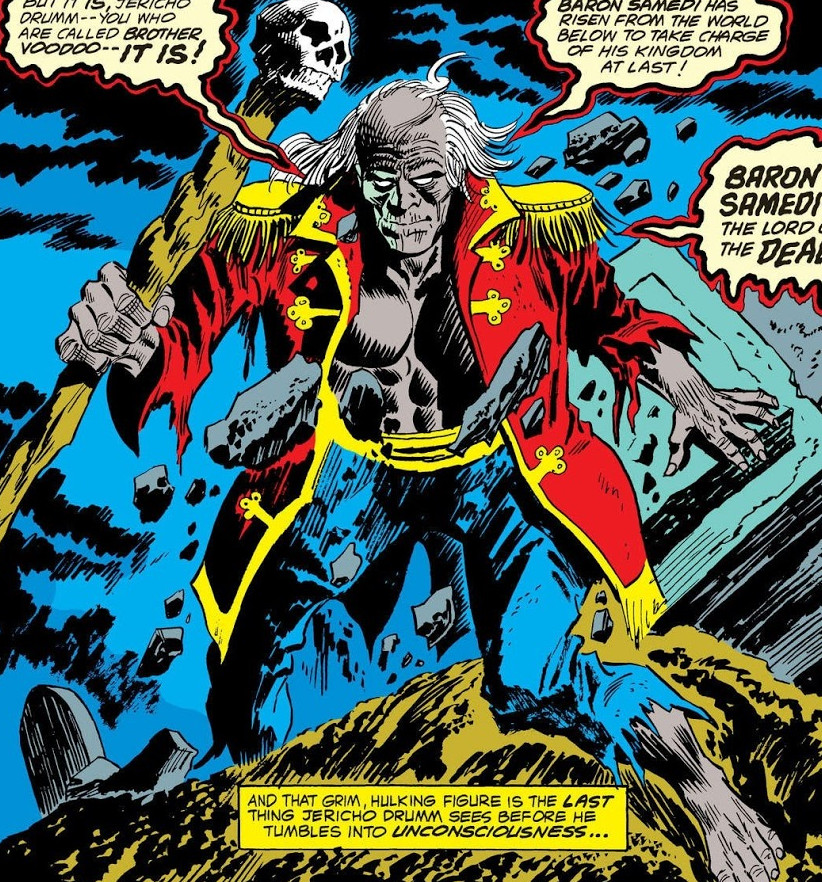 BUT IT IS, JERICHO
DRUMM--YOU WHO
ARE CALLED BROTHER
VOODOO--IT IS!
BARON SAMEDI HAS
RISEN FROM THE WORLD
BELOW TO TAKE CHARGE
OF HIS KINGDOM
AT LAST!
BARON
SAMEDI
THE LORD
THE DEA
AND THAT GRIM, HULKING FIGURE IS THE LAST
THING JERICHO DRUMM SEES BEFORE HE
TUMBLES INTO UNCONSCIOUSNESS...